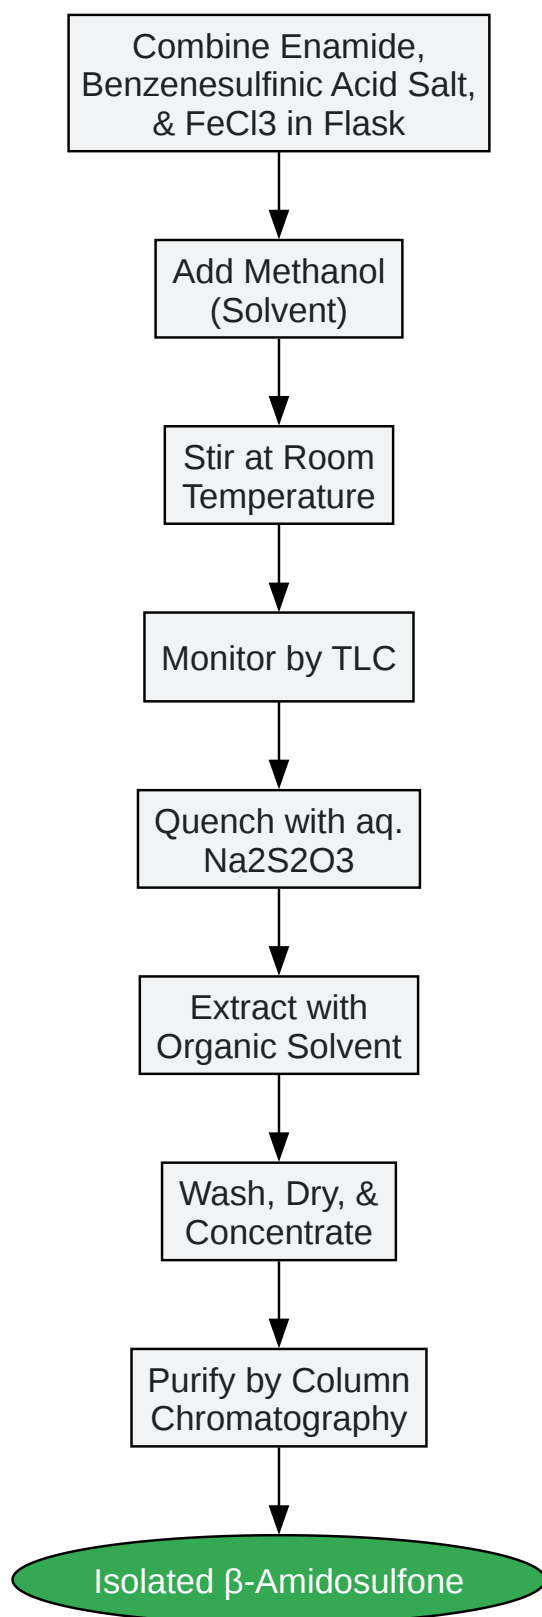 Combine Enamide,
Benzenesulfinic Acid Salt,
& FeCl3 in Flask
Add Methanol
(Solvent)
Stir at Room
Temperature
Monitor by TLC
Quench with aq.
Na2S2O3
Extract with
Organic Solvent
Wash, Dry, &
Concentrate
Purify by Column
Chromatography
Isolated β-Amidosulfone